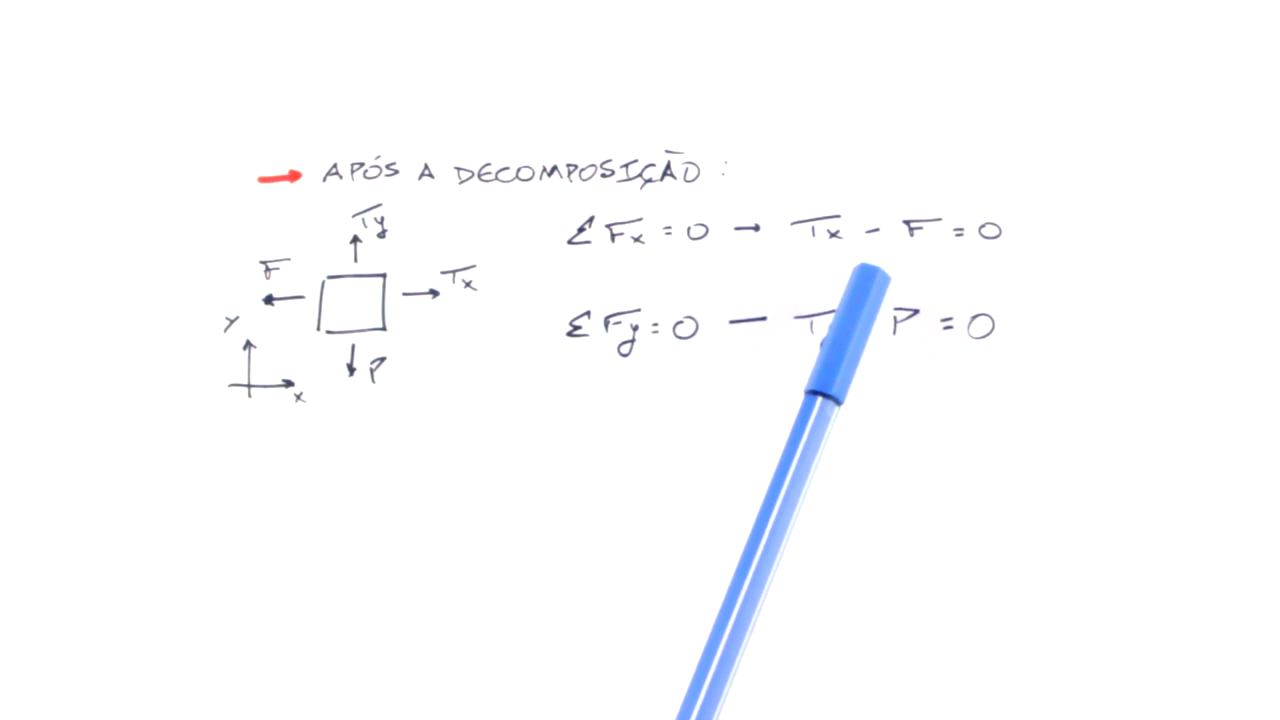 → APÓS A DECOMPOSIÇÃO :
Ty
F
Tx
P
Y
x
ΣFx = 0 → Tx - F = 0
ΣFy = 0 — P = 0